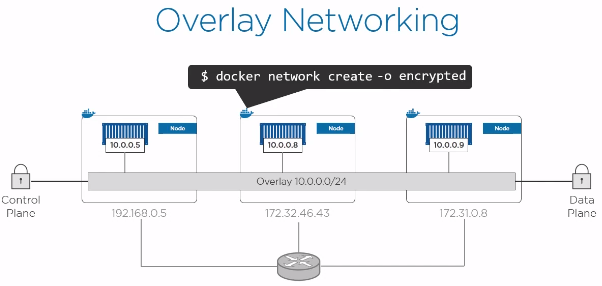 Overlay Networking
$ docker network create -o encrypted
Node
Node
Node
10.0.0.5
10.0.0.8
10.0.0.9
Overlay 10.0.0.0/24
Control
Plane
Data
Plane
192.168.0.5
172.32.46.43
172.31.0.8